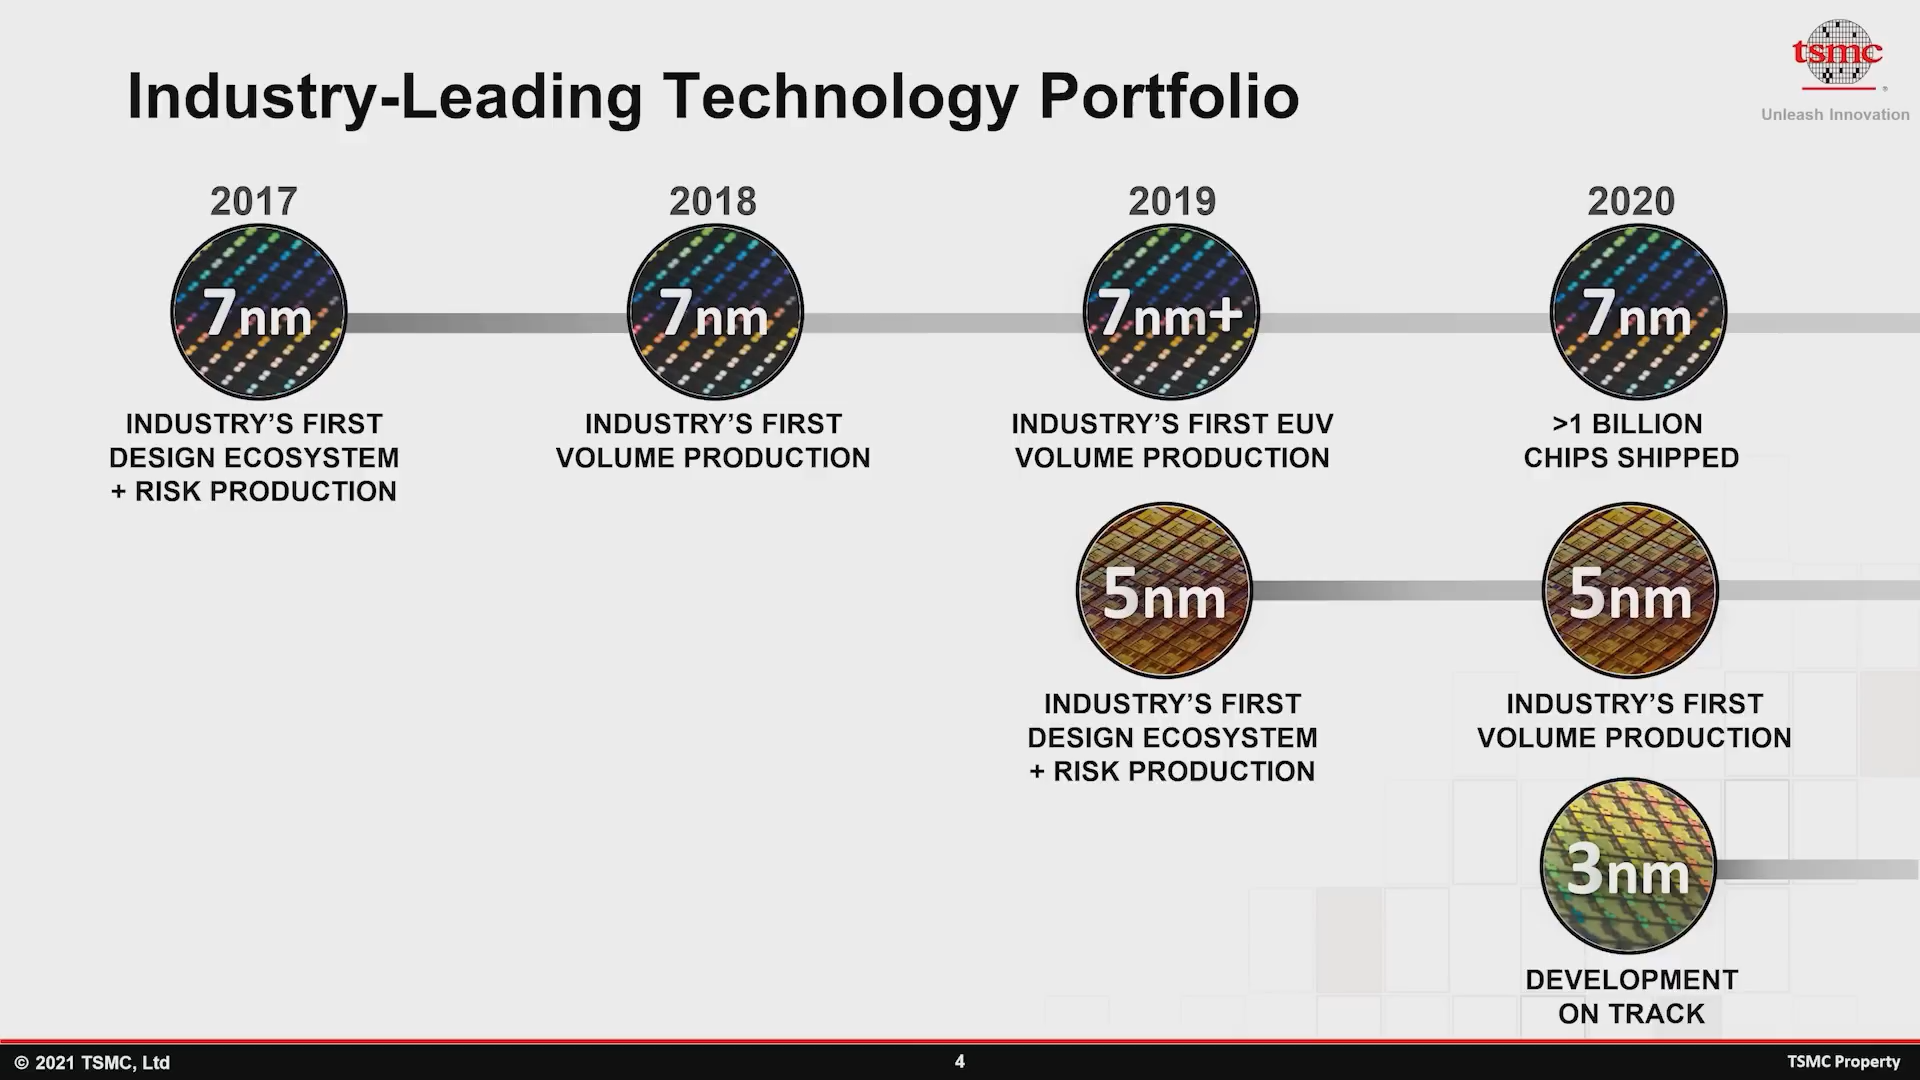 tsmc
Unleash Innovation
Industry-Leading Technology Portfolio
2017
7nm
INDUSTRY’S FIRST
DESIGN ECOSYSTEM
+ RISK PRODUCTION
2018
7nm
INDUSTRY’S FIRST
VOLUME PRODUCTION
2019
7nm+
INDUSTRY’S FIRST EUV
VOLUME PRODUCTION
2020
7nm
>1 BILLION
CHIPS SHIPPED
5nm
INDUSTRY’S FIRST
DESIGN ECOSYSTEM
+ RISK PRODUCTION
5nm
INDUSTRY’S FIRST
VOLUME PRODUCTION
3nm
DEVELOPMENT
ON TRACK
© 2021 TSMC, Ltd
4
TSMC Property